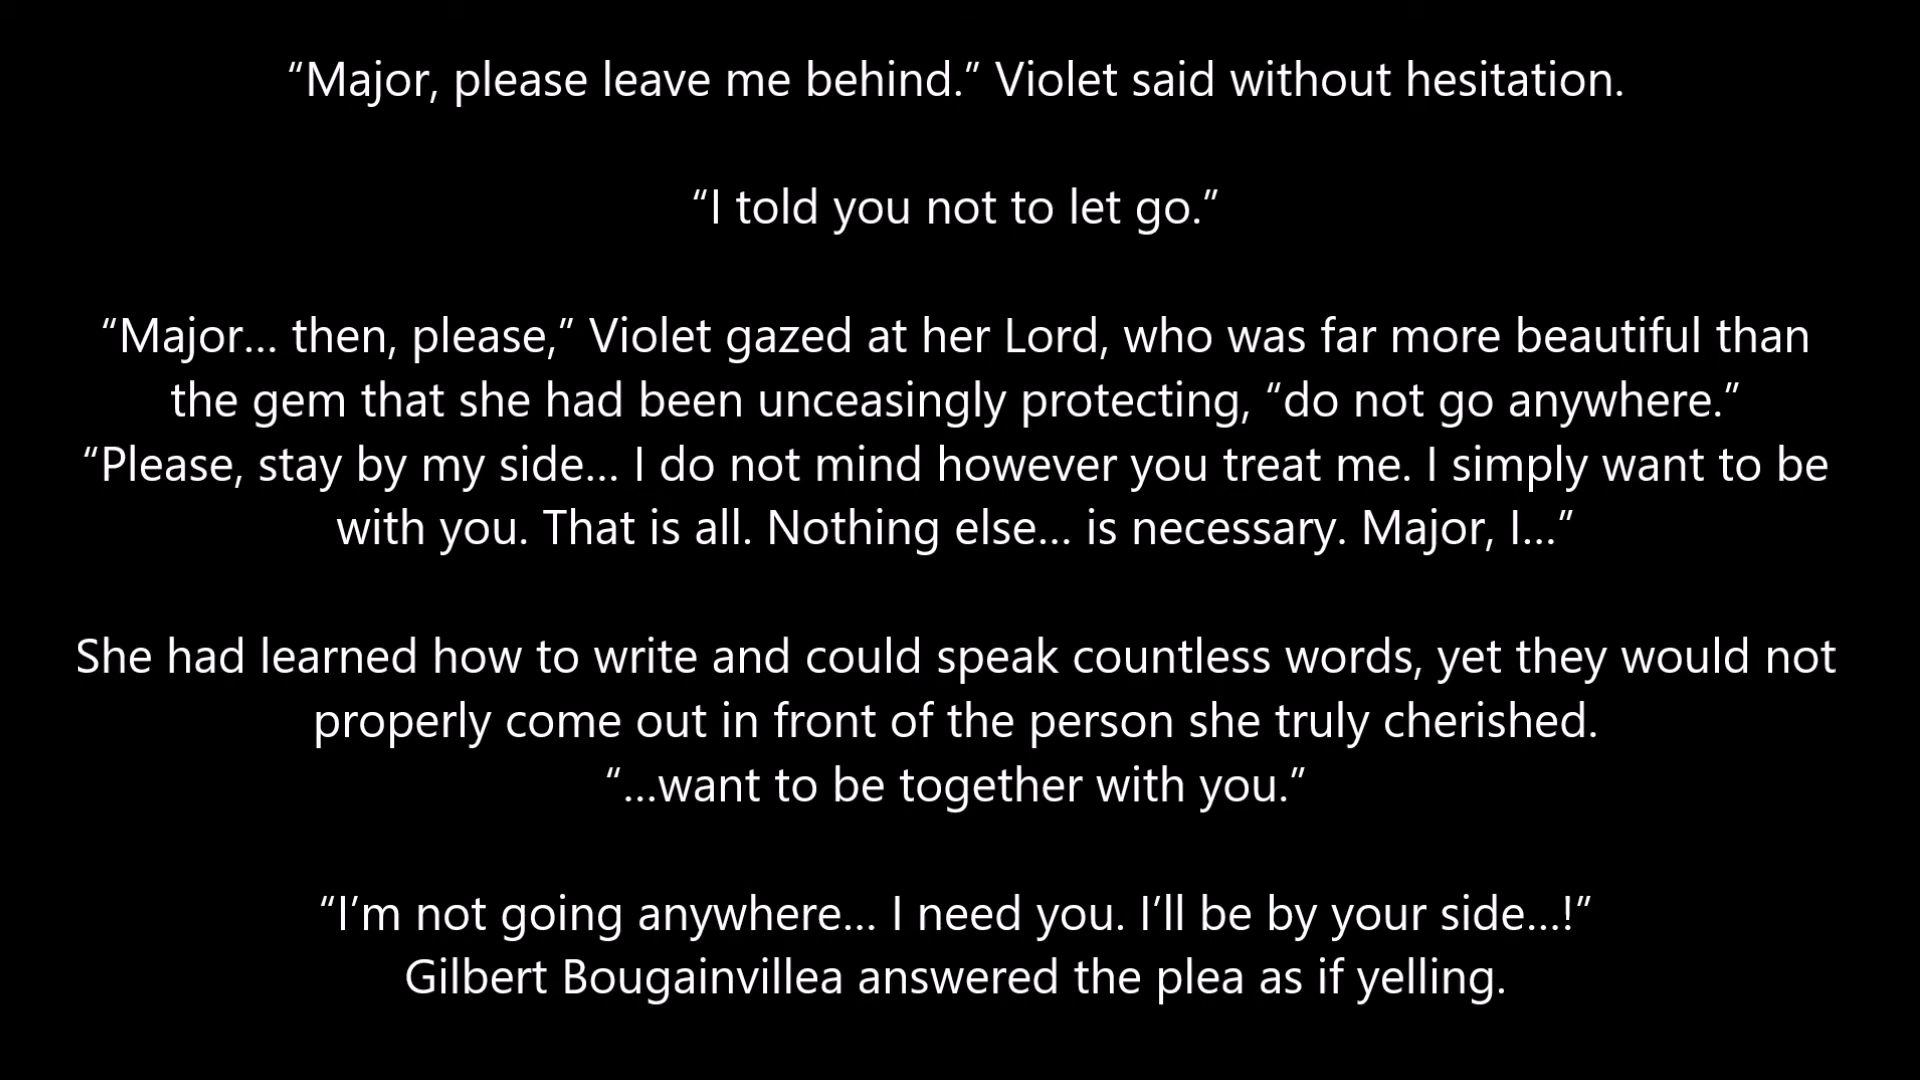 “Major, please leave me behind.” Violet said without hesitation.
“I told you not to let go.”
“Major… then, please,” Violet gazed at her Lord, who was far more beautiful than
the gem that she had been unceasingly protecting, “do not go anywhere.”
“Please, stay by my side… I do not mind however you treat me. I simply want to be
with you. That is all. Nothing else… is necessary. Major, I…”
She had learned how to write and could speak countless words, yet they would not
properly come out in front of the person she truly cherished.
“…want to be together with you.”
“I’m not going anywhere… I need you. I’ll be by your side…!”
Gilbert Bougainvillea answered the plea as if yelling.